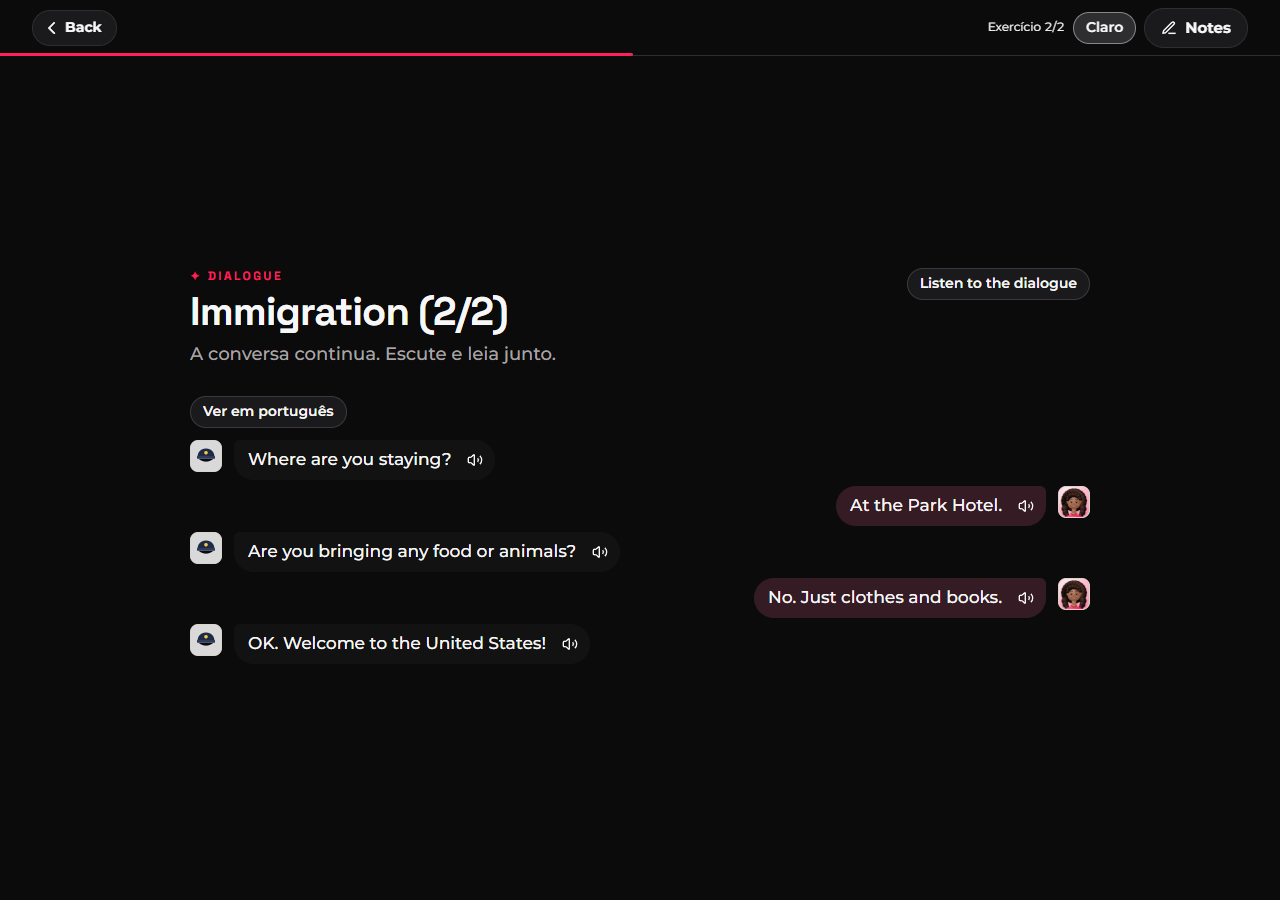 Back
Exercício 2/2
Claro
Notes
✦ DIALOGUE
Listen to the dialogue
Immigration (2/2)
A conversa continua. Escute e leia junto.
Ver em português
Where are you staying?
At the Park Hotel.
Are you bringing any food or animals?
No. Just clothes and books.
OK. Welcome to the United States!